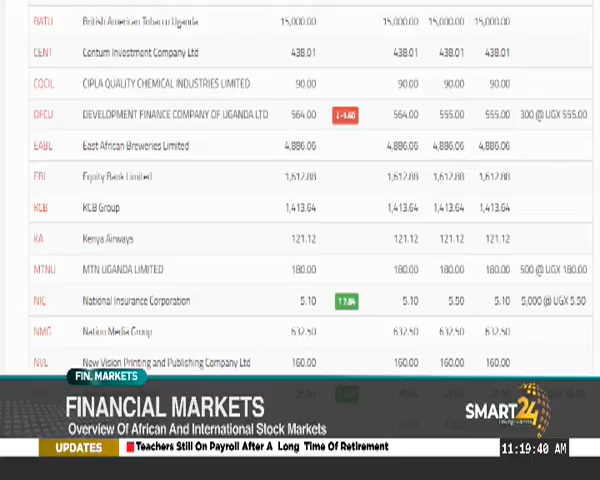 BATU British American Tobacco Uganda 15,000.00 15,000.00 15,000.00 15,000.00
CENT Centum Investment Company Ltd 438.01 438.01 438.01 438.01
CQCIL CIPLA QUALITY CHEMICAL INDUSTRIES LIMITED 90.00 90.00 90.00 90.00
DFCU DEVELOPMENT FINANCE COMPANY OF UGANDA LTD 564.00 -1.60 564.00 555.00 555.00 300 @ UGX 555.00
EABL East African Breweries Limited 4,886.06 4,886.06 4,886.06 4,886.06
EBL Equity Bank Limited 1,612.88 1,612.88 1,612.88 1,612.88
KCB KCB Group 1,413.64 1,413.64 1,413.64 1,413.64
KA Kenya Airways 121.12 121.12 121.12 121.12
MTNU MTN UGANDA LIMITED 180.00 180.00 180.00 180.00 500 @ UGX 180.00
NIC National Insurance Corporation 5.10 7.84 5.10 5.50 5.10 5,000 @ UGX 5.50
NMG Nation Media Group 632.50 632.50 632.50 632.50
NVL New Vision Printing and Publishing Company Ltd 160.00 160.00 160.00 160.00
FIN. MARKETS
FINANCIAL MARKETS
Overview Of African And International Stock Markets
SMART24
UPDATES Teachers Still On Payroll After A Long Time Of Retirement 11:19:40 AM